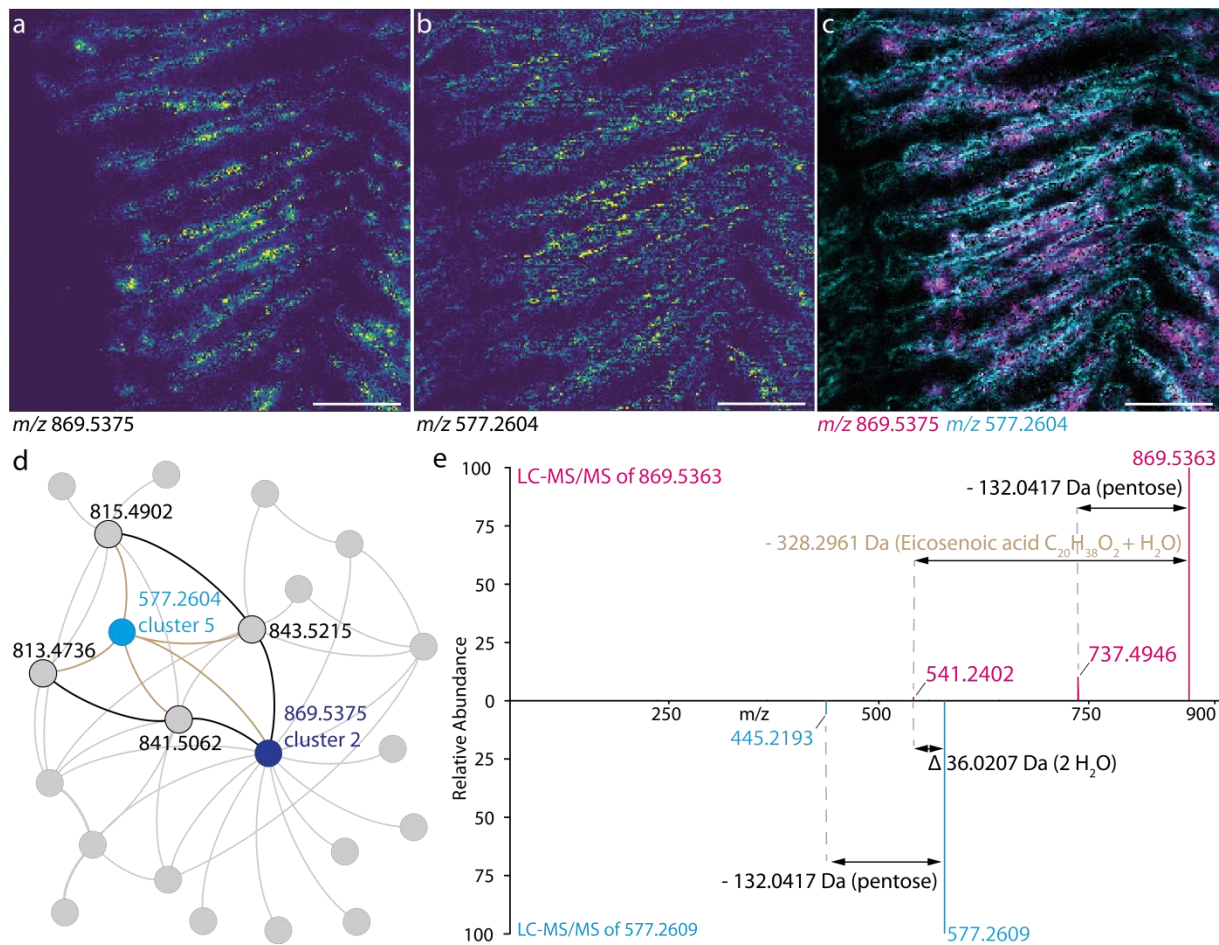 a
b
c
m/z 869.5375
m/z 577.2604
m/z 869.5375 m/z 577.2604
d
815.4902
577.2604
cluster 5
843.5215
813.4736
841.5062
869.5375
cluster 2
e
LC-MS/MS of 869.5363
869.5363
- 132.0417 Da (pentose)
- 328.2961 Da (Eicosenoic acid C₂₀H₃₈O₂ + H₂O)
737.4946
541.2402
100
75
50
25
0
25
50
75
100
Relative Abundance
250
m/z
500
750
900
445.2193
Δ 36.0207 Da (2 H₂O)
- 132.0417 Da (pentose)
LC-MS/MS of 577.2609
577.2609